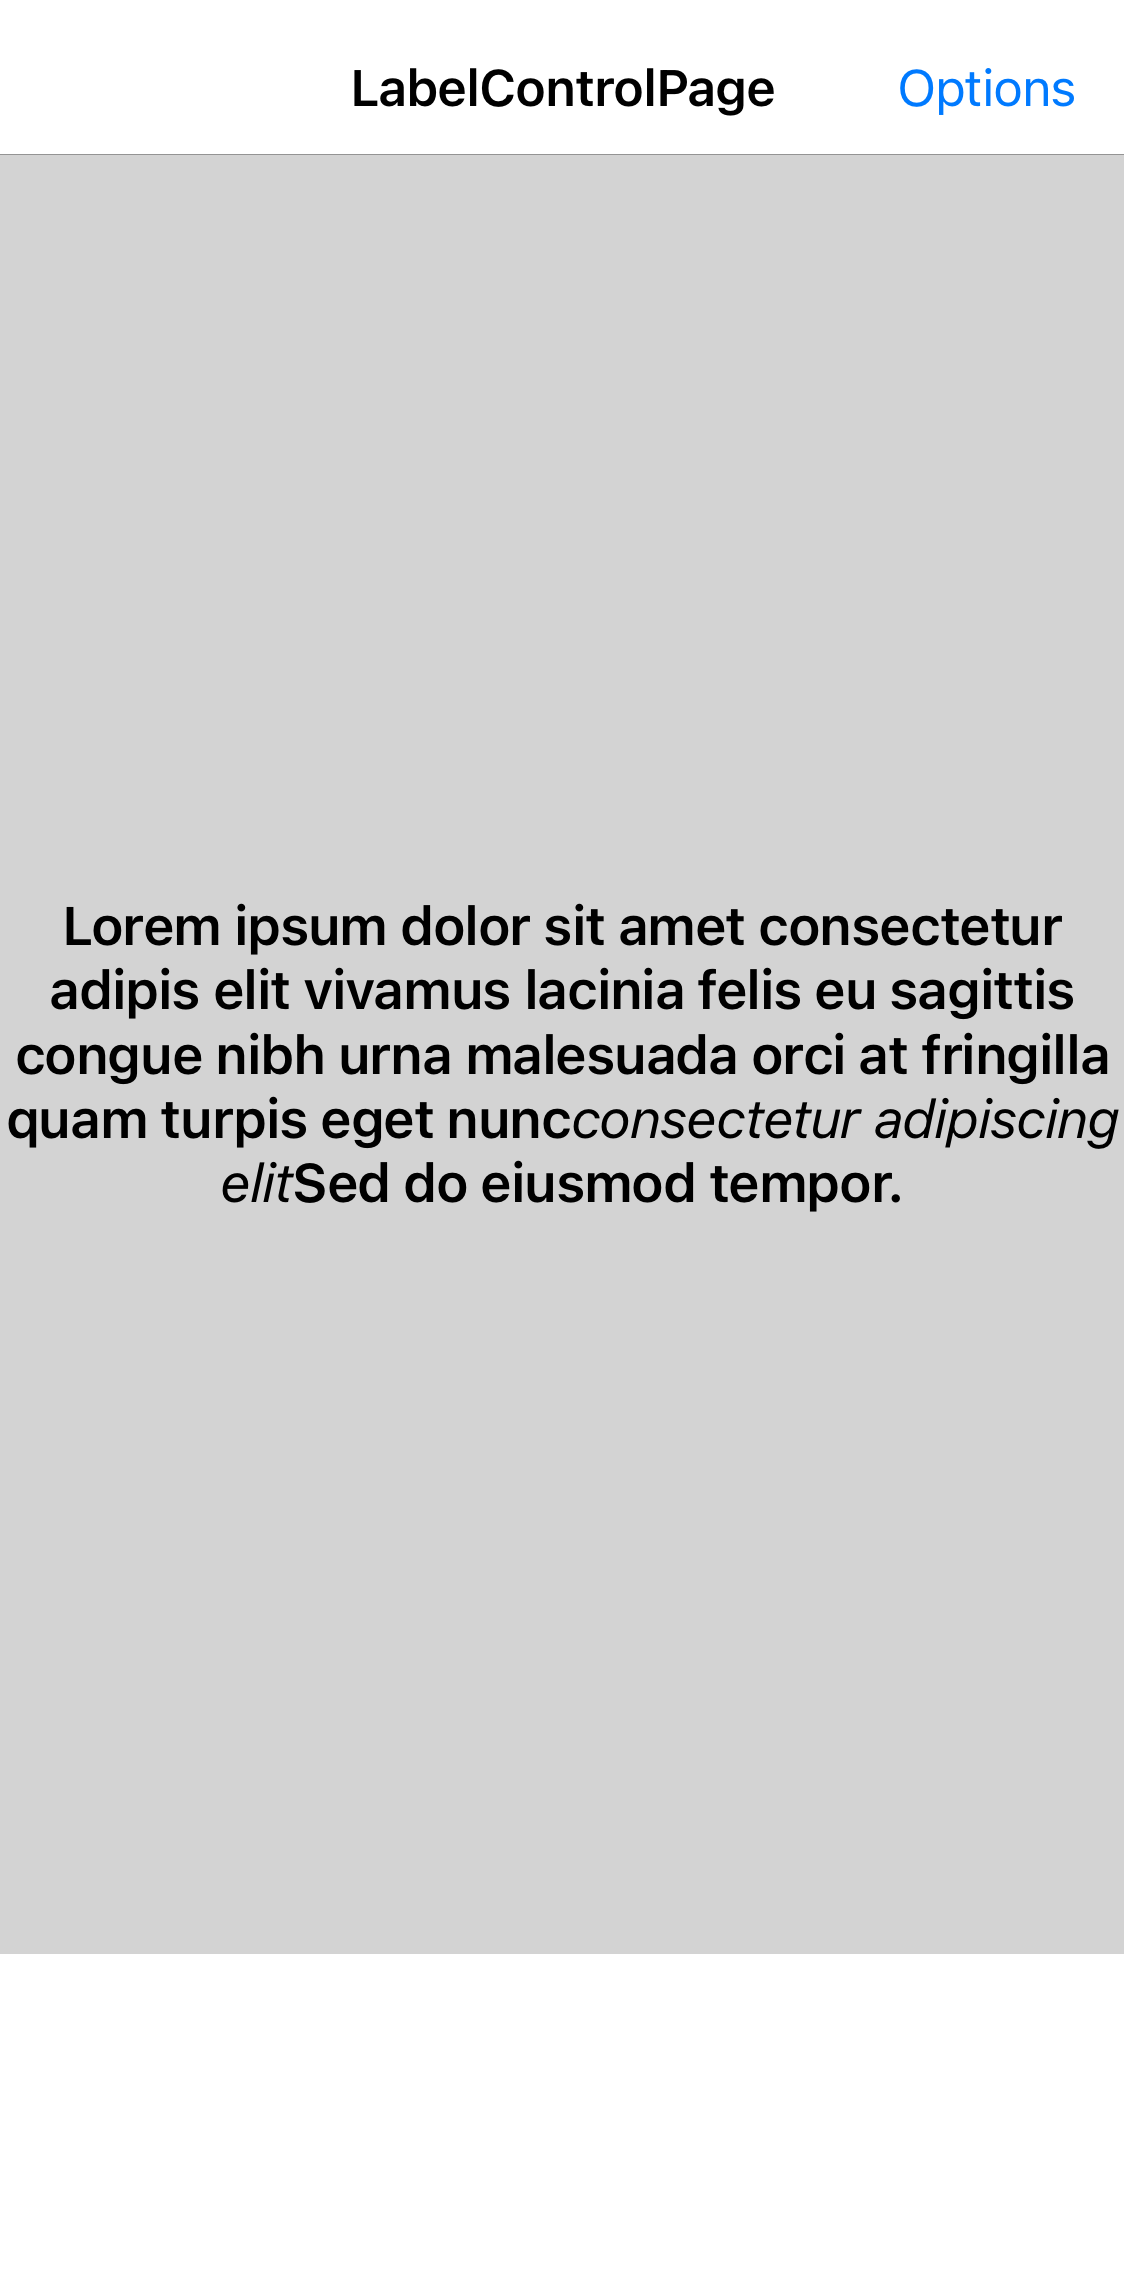 LabelControlPage
Options
Lorem ipsum dolor sit amet consectetur
adipis elit vivamus lacinia felis eu sagittis
congue nibh urna malesuada orci at fringilla
quam turpis eget nuncconsectetur adipiscing
elitSed do eiusmod tempor.